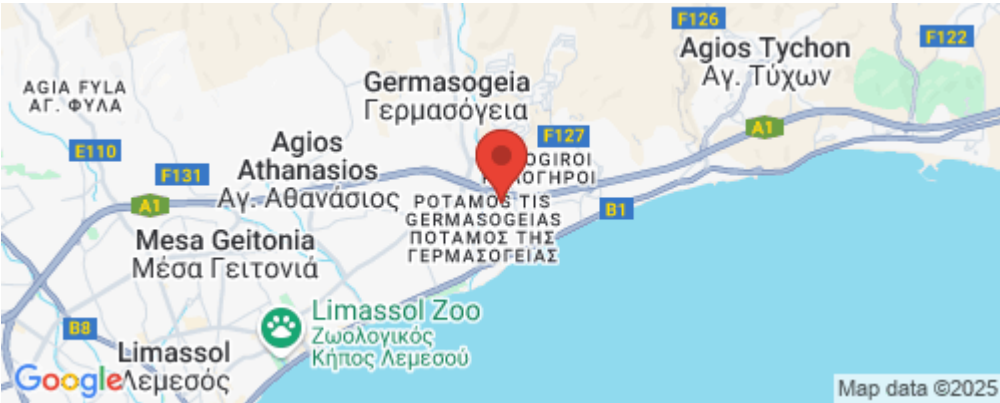 F126
F122
Agios Tychon
Αγ. Τύχων
AGIA FYLA
ΑΓ. ΦΥΛΑ
Germasogeia
Γερμασόγεια
F127
A1
E110
Agios
Athanasios
Αγ. Αθανάσιος
OGIROI
ΛΟΓΗΡΟΙ
F131
A1
POTAMOS TIS
GERMASOGEIAS
ΠΟΤΑΜΟΣ ΤΗΣ
ΓΕΡΜΑΣΟΓΕΙΑΣ
B1
Mesa Geitonia
Μέσα Γειτονιά
Limassol Zoo
Ζωολογικός
Κήπος Λεμεσού
B8
Limassol
Λεμεσός
Google
Map data ©2025